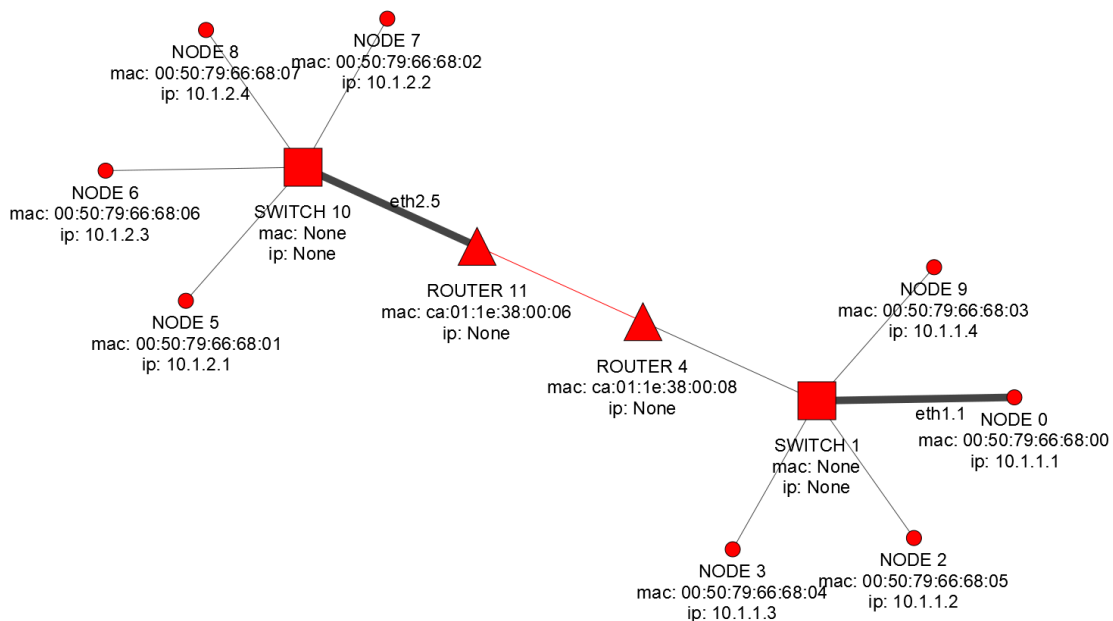 NODE 7
mac: 00:50:79:66:68:02
ip: 10.1.2.2
NODE 8
mac: 00:50:79:66:68:07
ip: 10.1.2.4
NODE 6
mac: 00:50:79:66:68:06
ip: 10.1.2.3
eth2.5
SWITCH 10
mac: None
ip: None
NODE 5
mac: 00:50:79:66:68:01
ip: 10.1.2.1
ROUTER 11
mac: ca:01:1e:38:00:06
ip: None
NODE 9
mac: 00:50:79:66:68:03
ip: 10.1.1.4
ROUTER 4
mac: ca:01:1e:38:00:08
ip: None
eth1.1
NODE 0
mac: 00:50:79:66:68:00
ip: 10.1.1.1
SWITCH 1
mac: None
ip: None
NODE 3
mac: 00:50:79:66:68:04
ip: 10.1.1.3
NODE 2
mac: 00:50:79:66:68:05
ip: 10.1.1.2